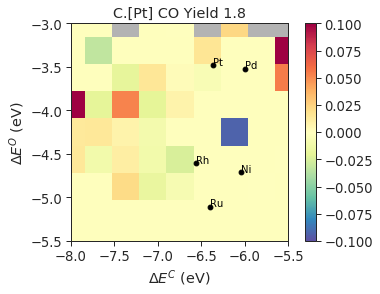 C.[Pt] CO Yield 1.8
ΔE^O (eV)
−3.0
−3.5
−4.0
−4.5
−5.0
−5.5
Pt
Pd
Rh
Ni
Ru
−8.0 −7.5 −7.0 −6.5 −6.0 −5.5
ΔE^C (eV)
0.100
0.075
0.050
0.025
0.000
−0.025
−0.050
−0.075
−0.100